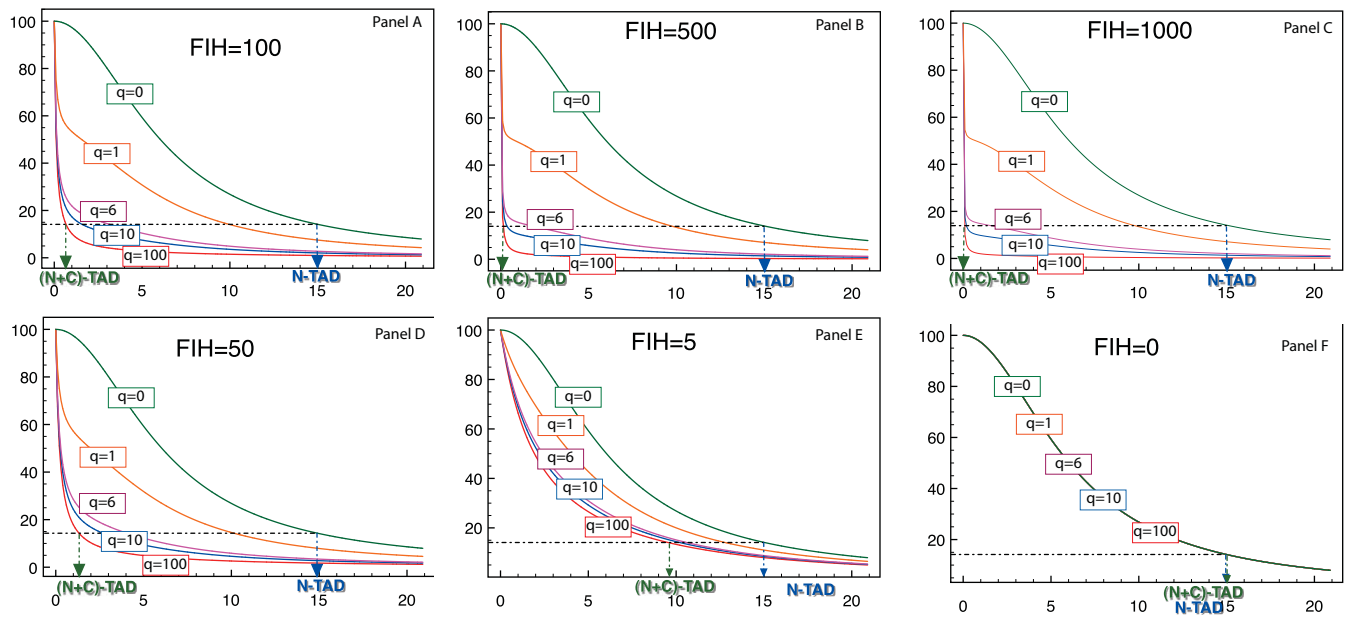 Panel A
FIH=100
100
80
60
40
20
0
q=0
q=1
q=6
q=10
q=100
0 5 10 15 20
(N+C)-TAD
N-TAD
Panel B
FIH=500
100
80
60
40
20
0
q=0
q=1
q=6
q=10
q=100
(N+C)-TAD
N-TAD
0 5 10 15 20
Panel C
FIH=1000
100
80
60
40
20
0
q=0
q=1
q=6
q=10
q=100
(N+C)-TAD
N-TAD
0 5 10 15 20
Panel D
FIH=50
100
80
60
40
20
0
q=0
q=1
q=6
q=10
q=100
(N+C)-TAD
N-TAD
0 5 10 15 20
Panel E
FIH=5
100
80
60
40
20
q=0
q=1
q=6
q=10
q=100
(N+C)-TAD
N-TAD
0 5 10 15 20
Panel F
FIH=0
100
80
60
40
20
q=0
q=1
q=6
q=10
q=100
(N+C)-TAD
N-TAD
0 5 10 15 20